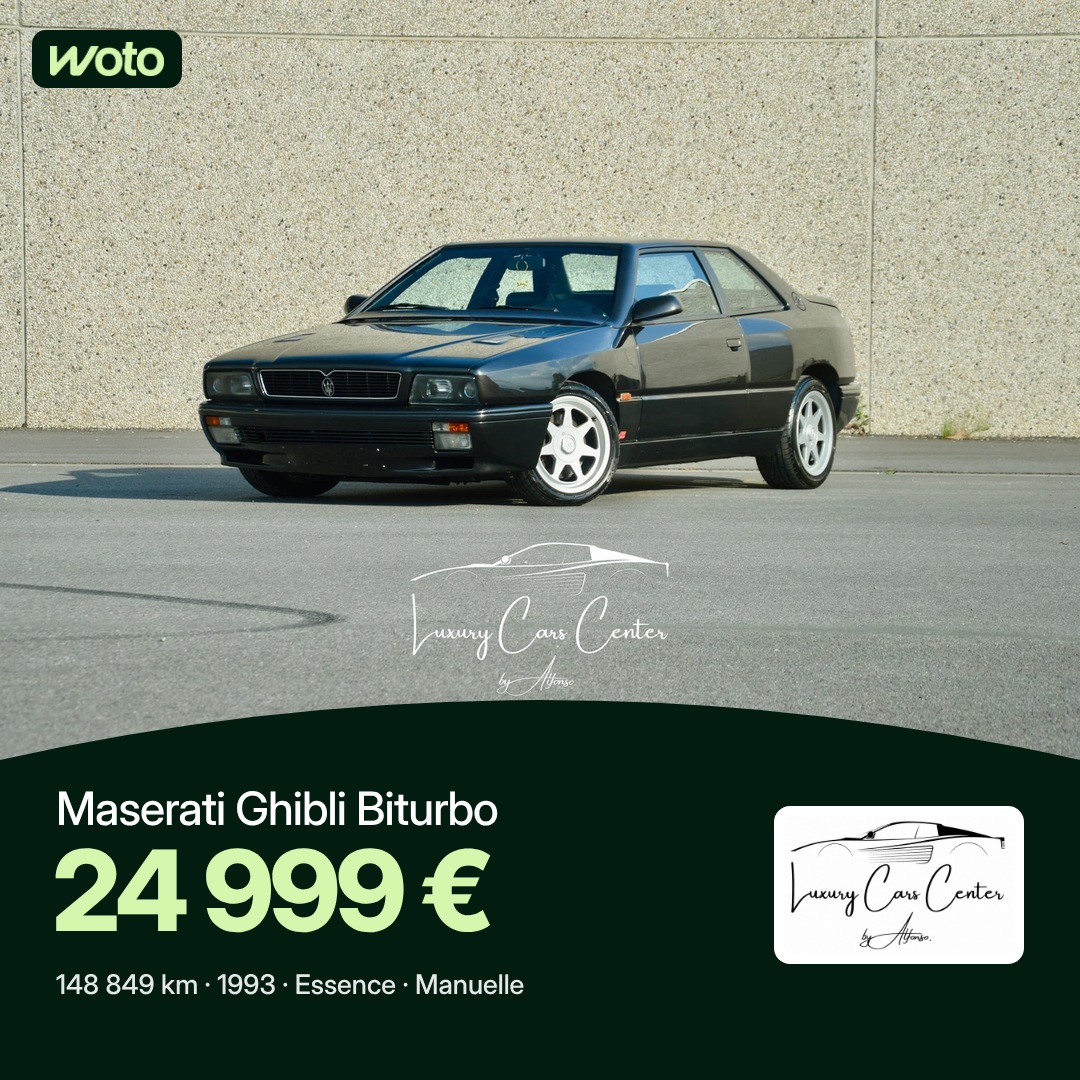 woto
Luxury Cars Center
by Alfonso
Maserati Ghibli Biturbo
24 999 €
148 849 km · 1993 · Essence · Manuelle
Luxury Cars Center
by Alfonso.